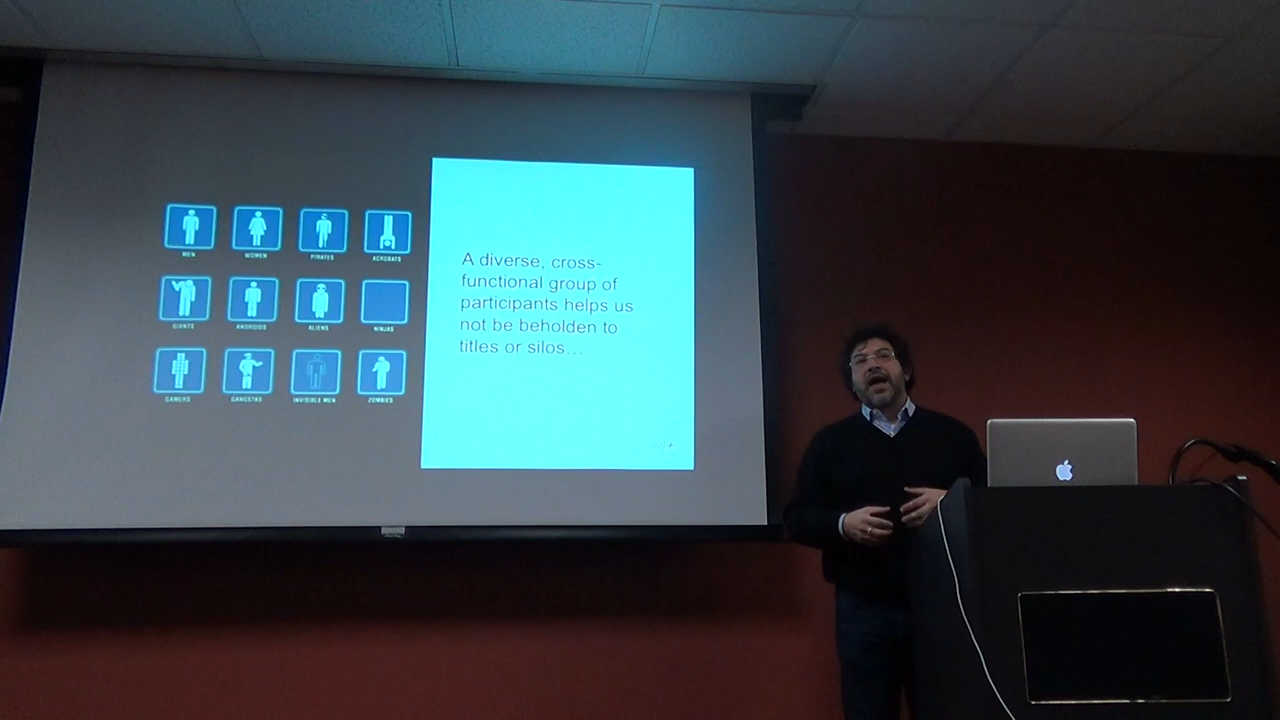 MEN
WOMEN
PIRATES
ACROBATS
GIANTS
ANDROIDS
ALIENS
NINJAS
GAMERS
GANGSTAS
INVISIBLE MEN
ZOMBIES
A diverse, cross-
functional group of
participants helps us
not be beholden to
titles or silos…